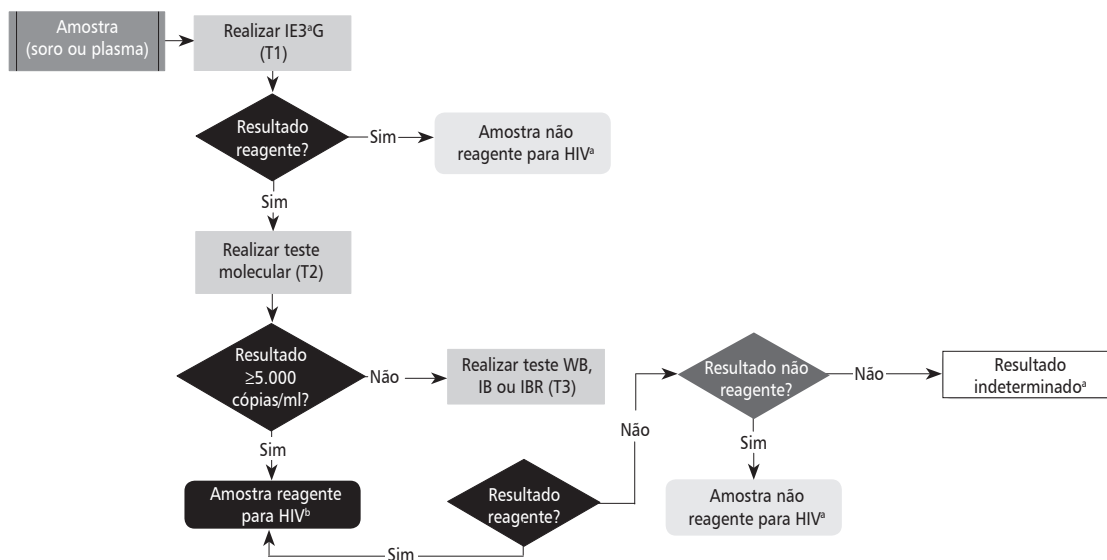 Amostra
(soro ou plasma)
Realizar IE3ªG
(T1)
Resultado
reagente?
Sim
Amostra não
reagente para HIVª
Sim
Realizar teste
molecular (T2)
Resultado
≥5.000
cópias/ml?
Não
Realizar teste WB,
IB ou IBR (T3)
Sim
Amostra reagente
para HIVᵇ
Resultado
reagente?
Sim
Não
Resultado não
reagente?
Não
Resultado
indeterminadoª
Sim
Amostra não
reagente para HIVª